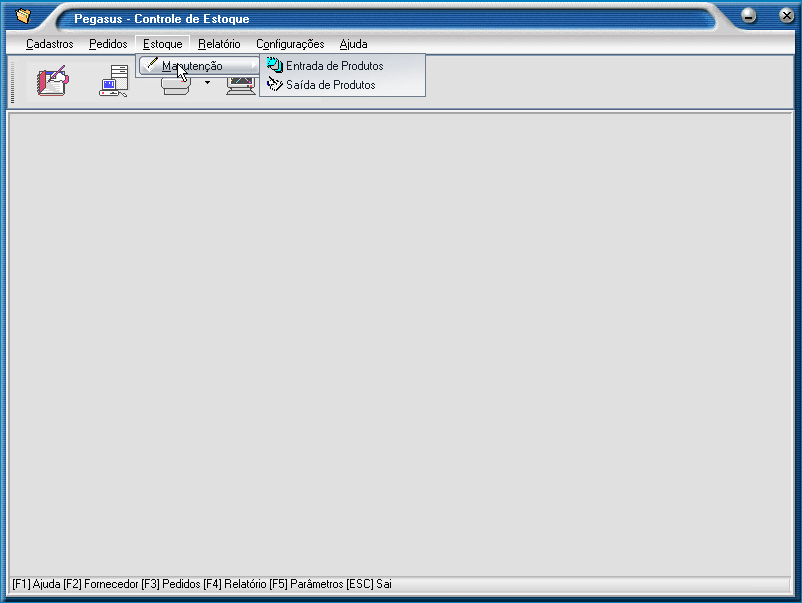 Pegasus - Controle de Estoque
Cadastros Pedidos Estoque Relatório Configurações Ajuda
Manutenção
Entrada de Produtos
Saída de Produtos
[F1] Ajuda [F2] Fornecedor [F3] Pedidos [F4] Relatório [F5] Parâmetros [ESC] Sai